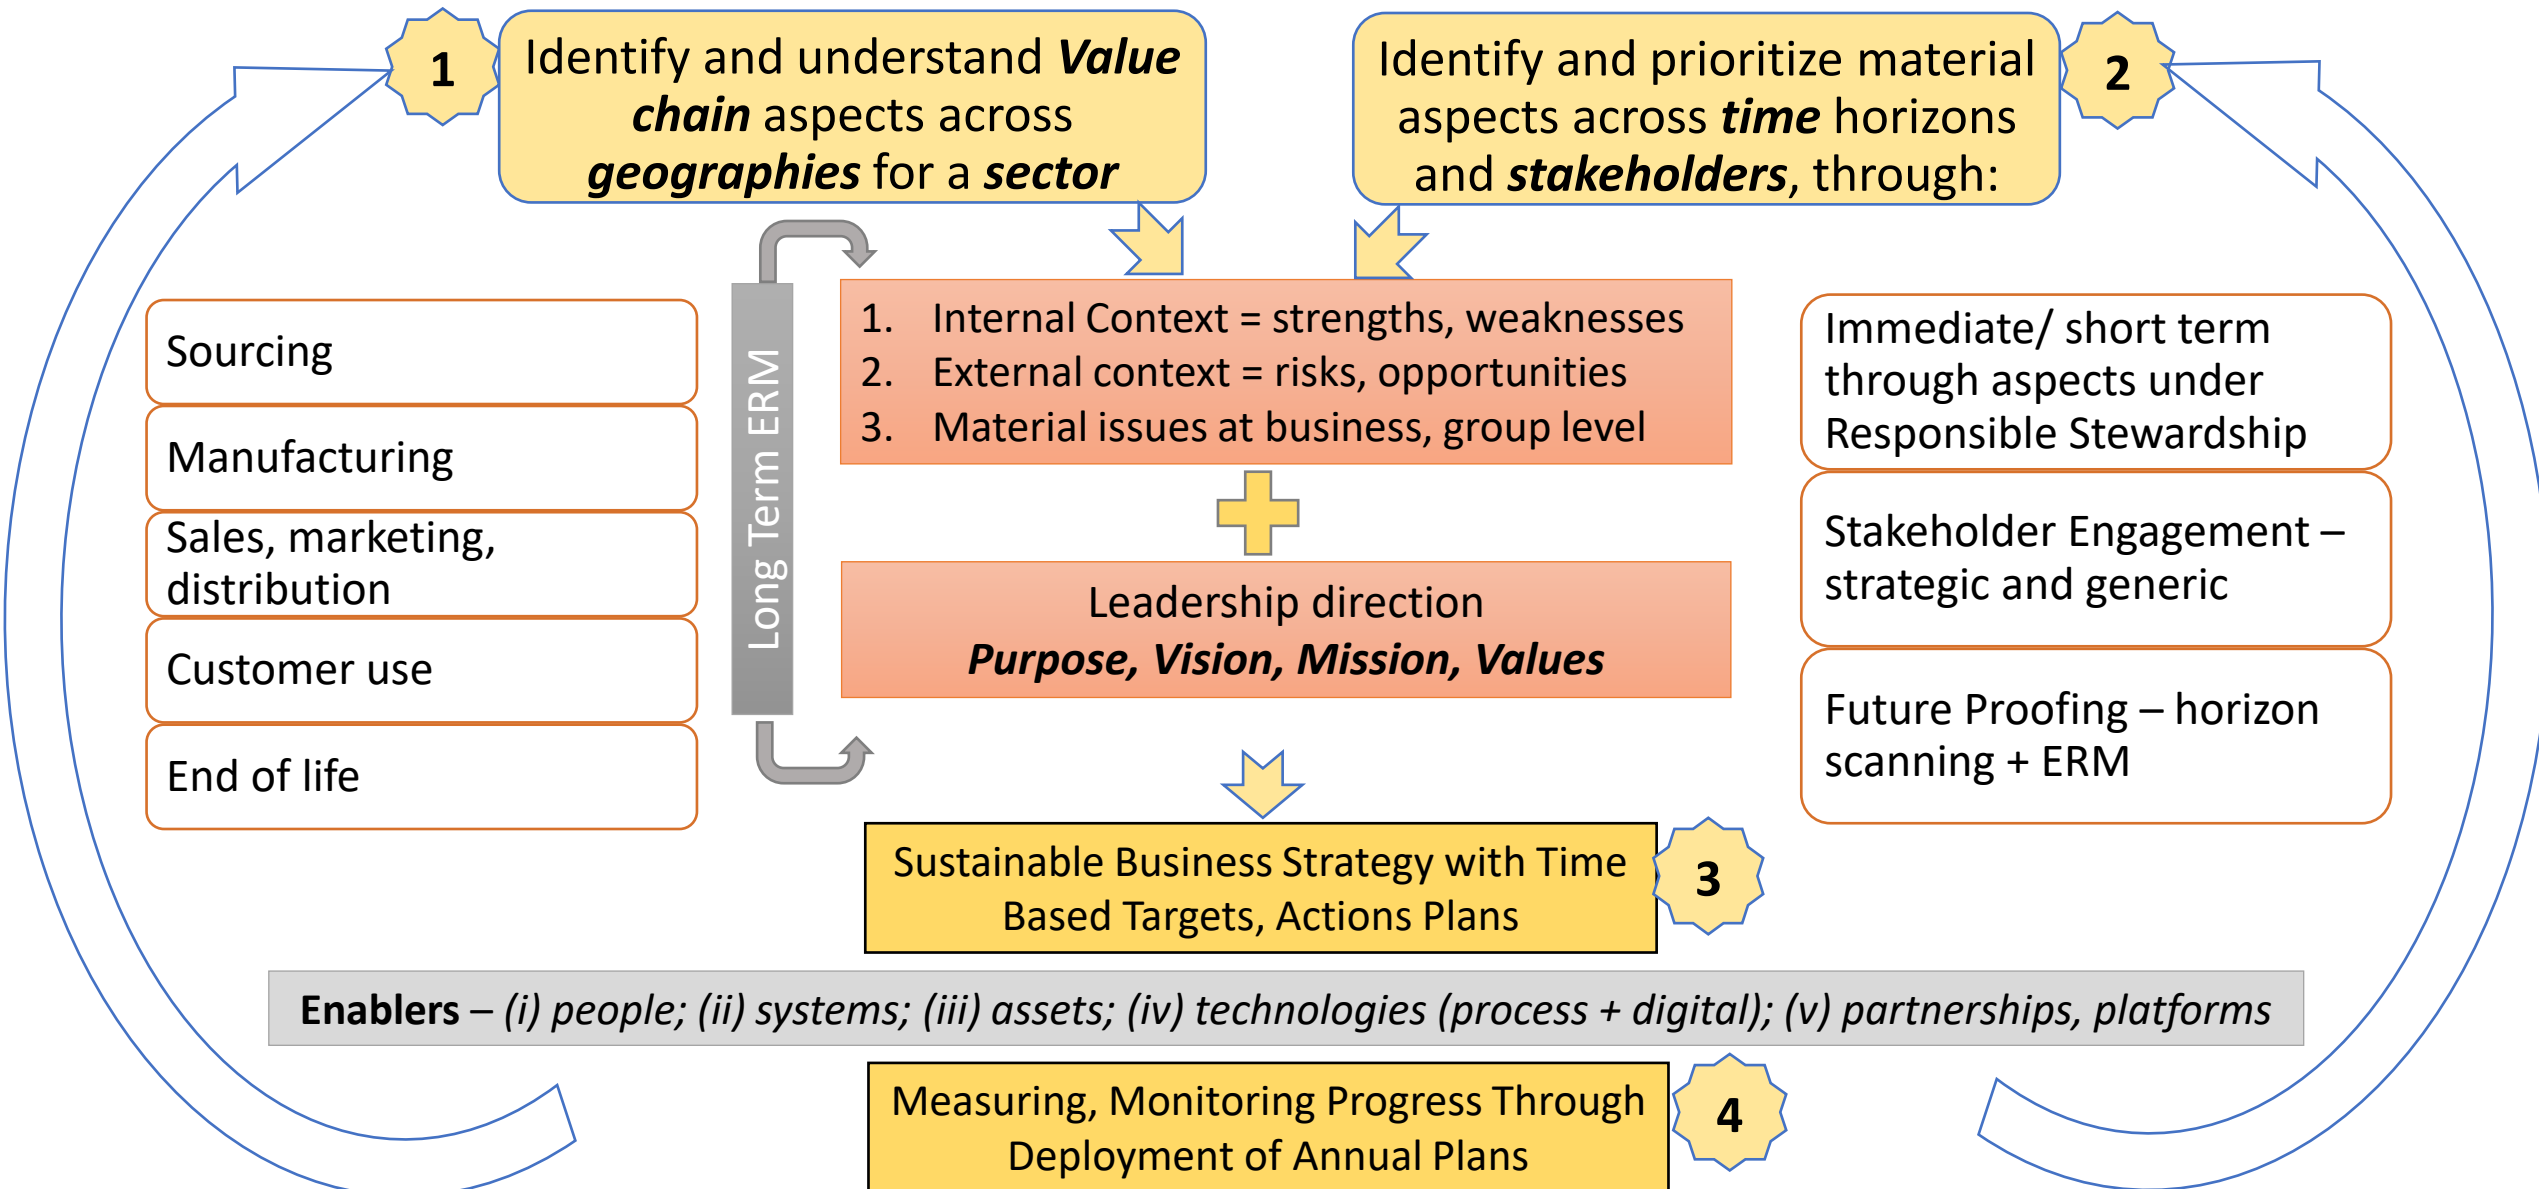 1
Identify and understand Value
chain aspects across
geographies for a sector
Identify and prioritize material
aspects across time horizons
and stakeholders, through:
2
Sourcing
Manufacturing
Sales, marketing,
distribution
Customer use
End of life
Long Term ERM
1. Internal Context = strengths, weaknesses
2. External context = risks, opportunities
3. Material issues at business, group level
Leadership direction
Purpose, Vision, Mission, Values
Immediate/ short term
through aspects under
Responsible Stewardship
Stakeholder Engagement –
strategic and generic
Future Proofing – horizon
scanning + ERM
Sustainable Business Strategy with Time
Based Targets, Actions Plans
3
Enablers – (i) people; (ii) systems; (iii) assets; (iv) technologies (process + digital); (v) partnerships, platforms
Measuring, Monitoring Progress Through
Deployment of Annual Plans
4